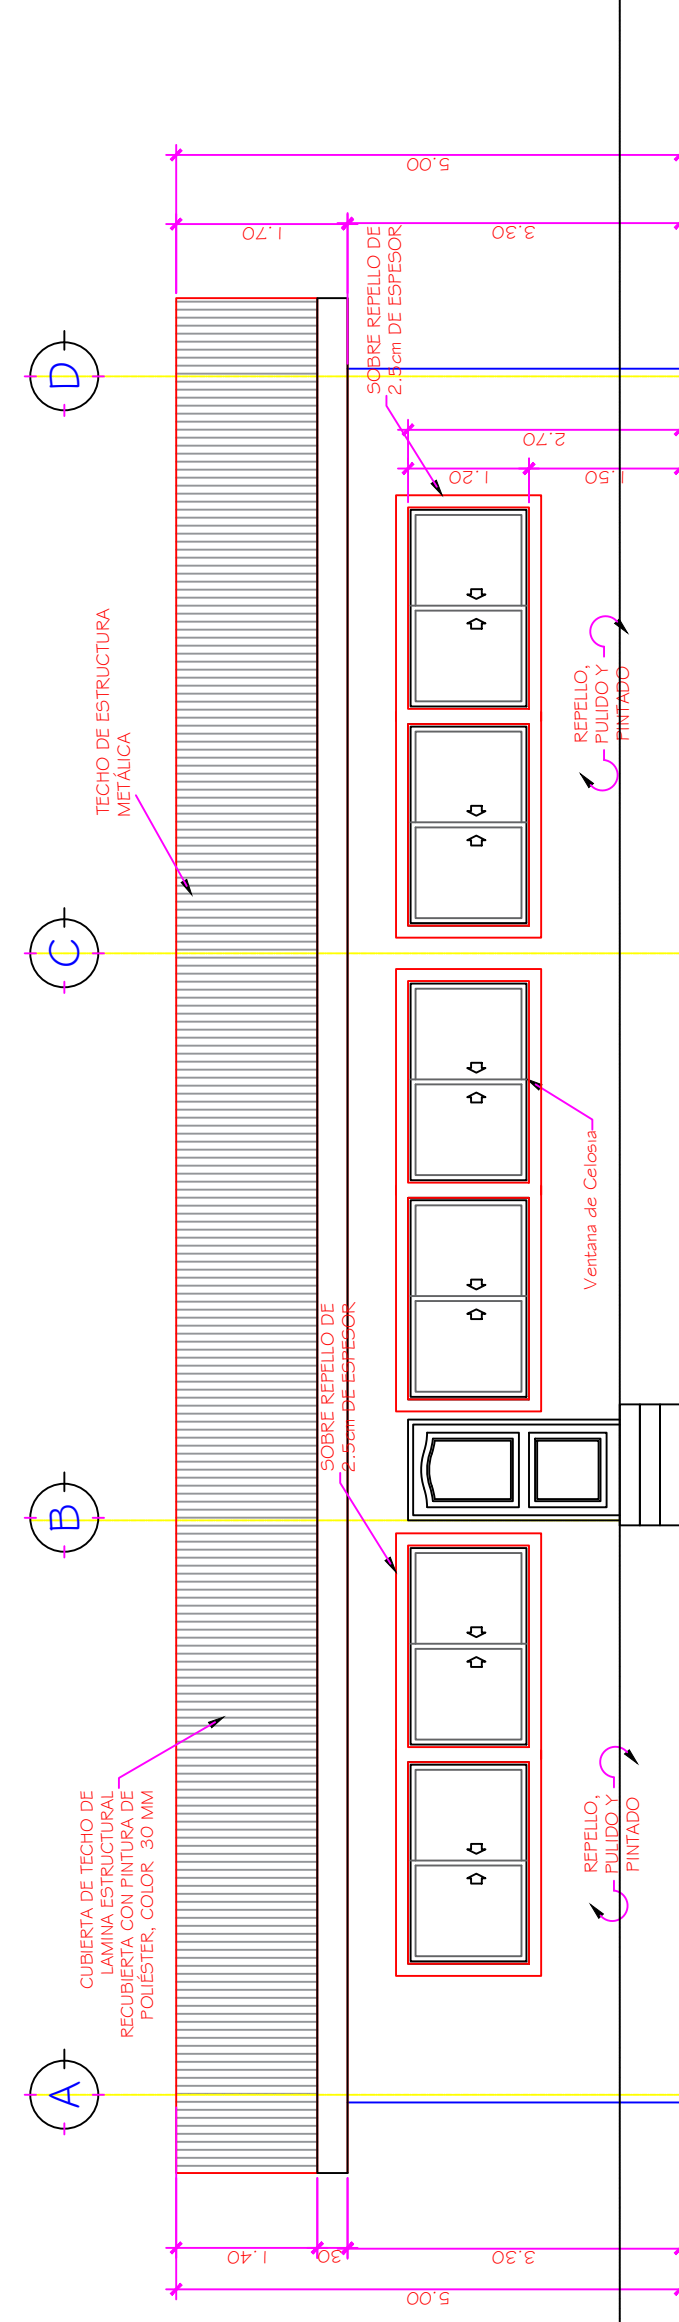 A
B
C
D
CUBIERTA DE TECHO DE
LAMINA ESTRUCTURAL
RECUBIERTA CON PINTURA DE
POLIÉSTER, COLOR 30 MM
TECHO DE ESTRUCTURA
METÁLICA
SOBRE REPELLO DE
2.5cm DE ESPESOR
SOBRE REPELLO DE
2.5cm DE ESPESOR
Ventana de Celosia
REPELLO,
PULIDO Y
PINTADO
REPELLO,
PULIDO Y
PINTADO
1.40
.30
3.30
5.00
5.00
1.70
3.30
2.70
1.20
1.50